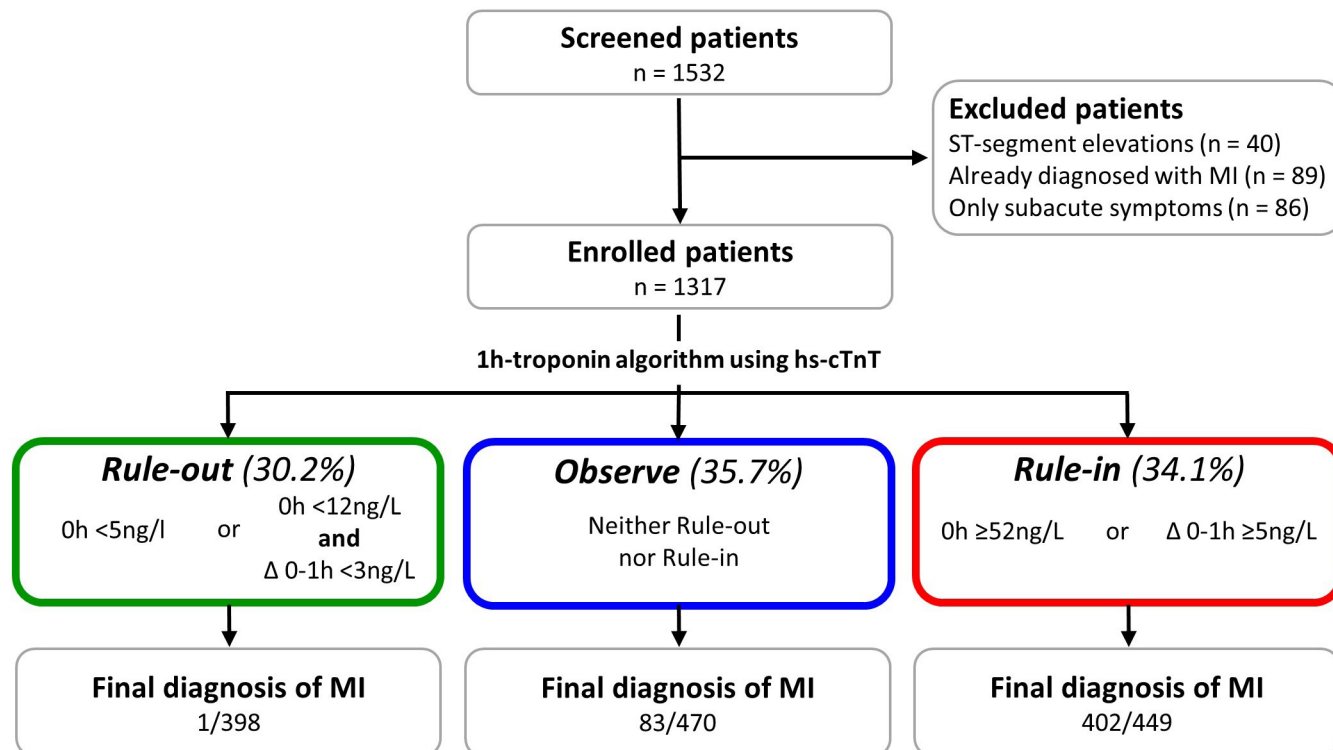 Screened patients
n = 1532
Excluded patients
ST-segment elevations (n = 40)
Already diagnosed with MI (n = 89)
Only subacute symptoms (n = 86)
Enrolled patients
n = 1317
1h-troponin algorithm using hs-cTnT
Rule-out (30.2%)
0h <5ng/l or 0h <12ng/L
and
Δ 0-1h <3ng/L
Observe (35.7%)
Neither Rule-out
nor Rule-in
Rule-in (34.1%)
0h ≥52ng/L or Δ 0-1h ≥5ng/L
Final diagnosis of MI
1/398
Final diagnosis of MI
83/470
Final diagnosis of MI
402/449